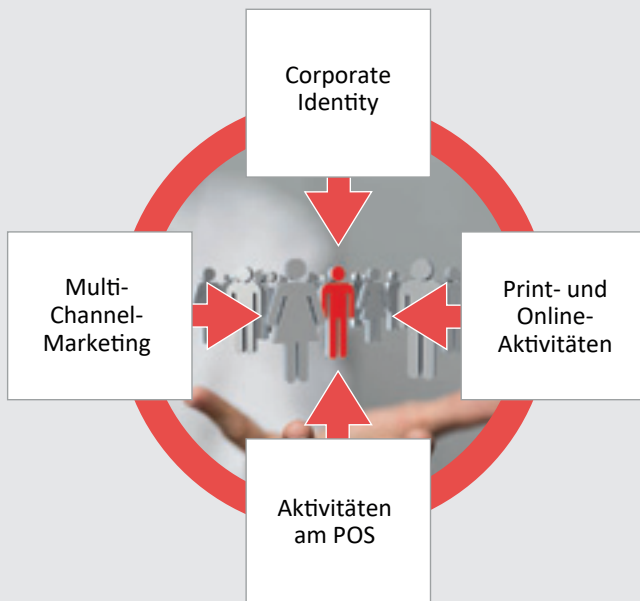 Corporate
Identity
Multi-
Channel-
Marketing
Print- und
Online-
Aktivitäten
Aktivitäten
am POS